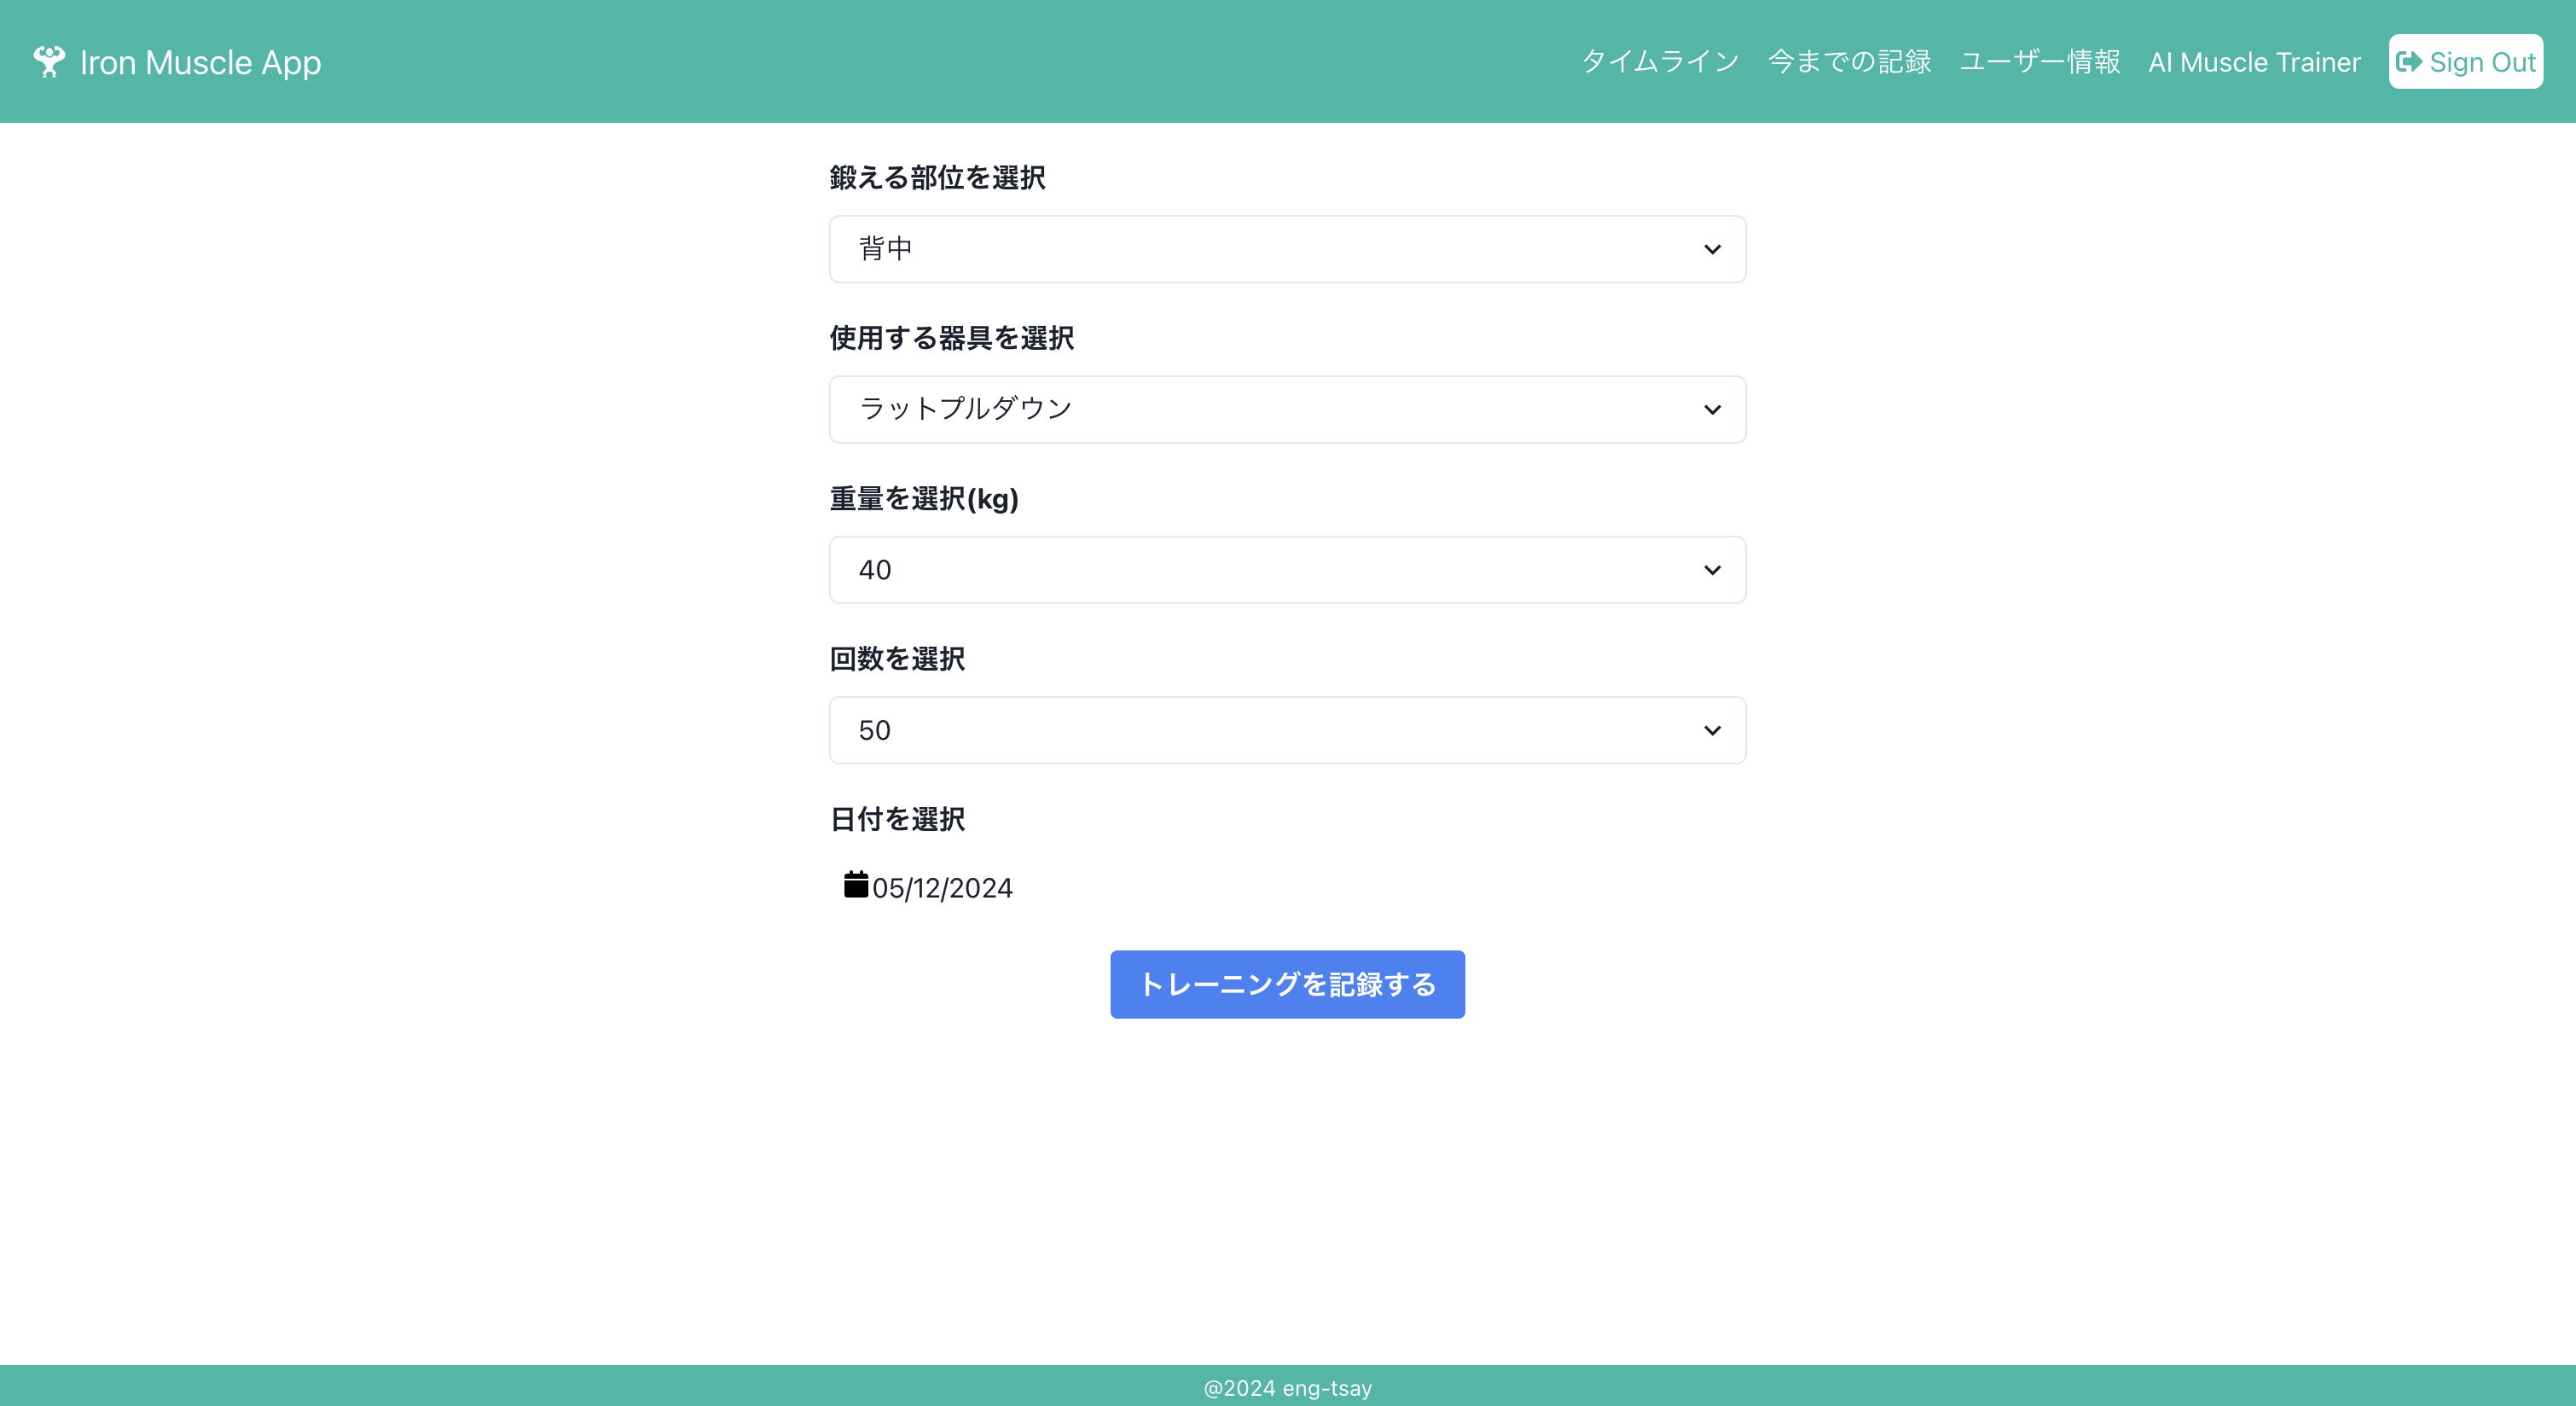 Iron Muscle App
タイムライン 今までの記録 ユーザー情報 AI Muscle Trainer Sign Out
鍛える部位を選択
背中
使用する器具を選択
ラットプルダウン
重量を選択(kg)
40
回数を選択
50
日付を選択
05/12/2024
トレーニングを記録する
@2024 eng-tsay